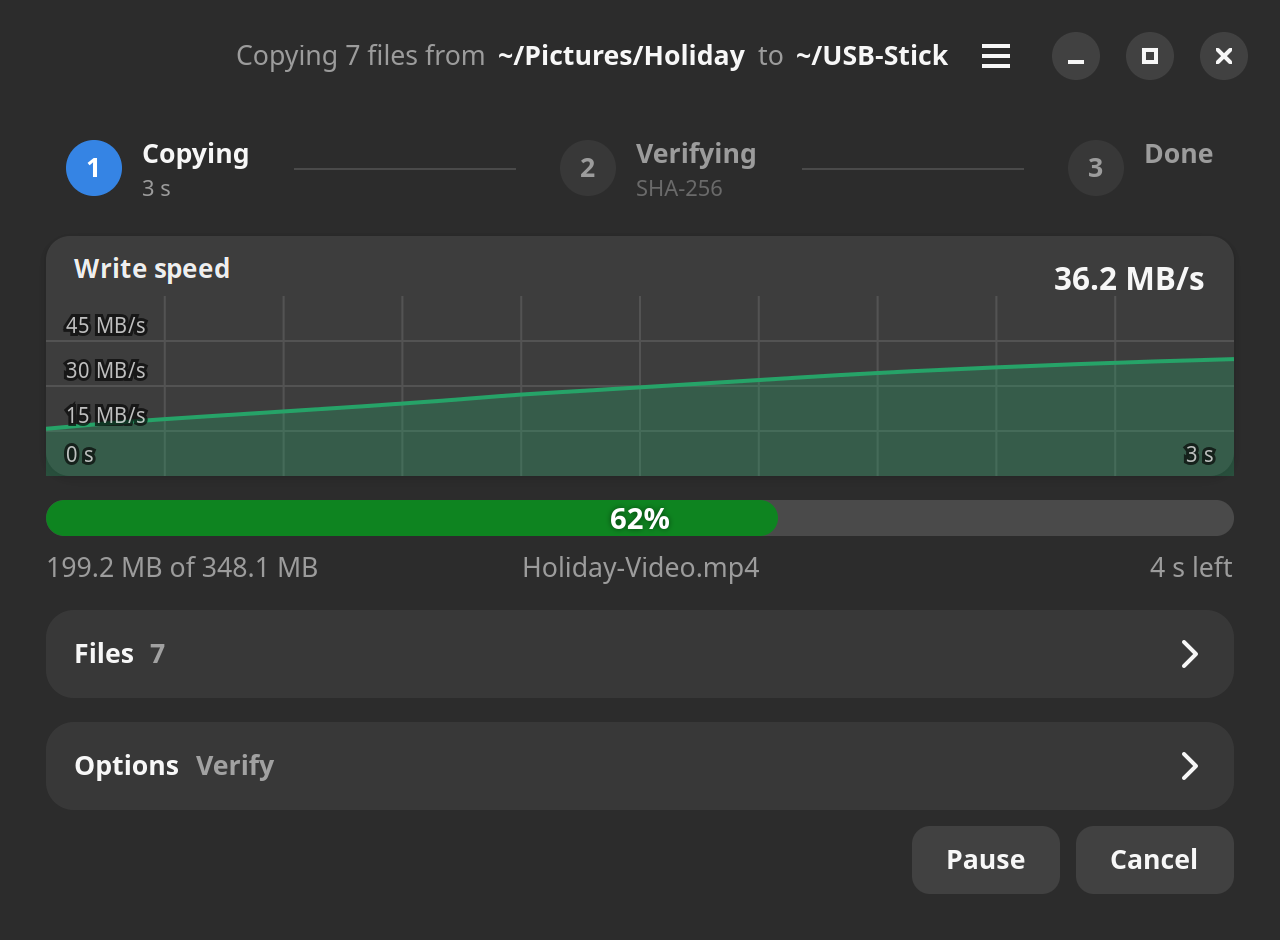 Copying 7 files from ~/Pictures/Holiday to ~/USB-Stick
1 Copying
3 s
2 Verifying
SHA-256
3 Done
Write speed
36.2 MB/s
45 MB/s
30 MB/s
15 MB/s
0 s
3 s
62%
199.2 MB of 348.1 MB
Holiday-Video.mp4
4 s left
Files 7
Options Verify
Pause
Cancel